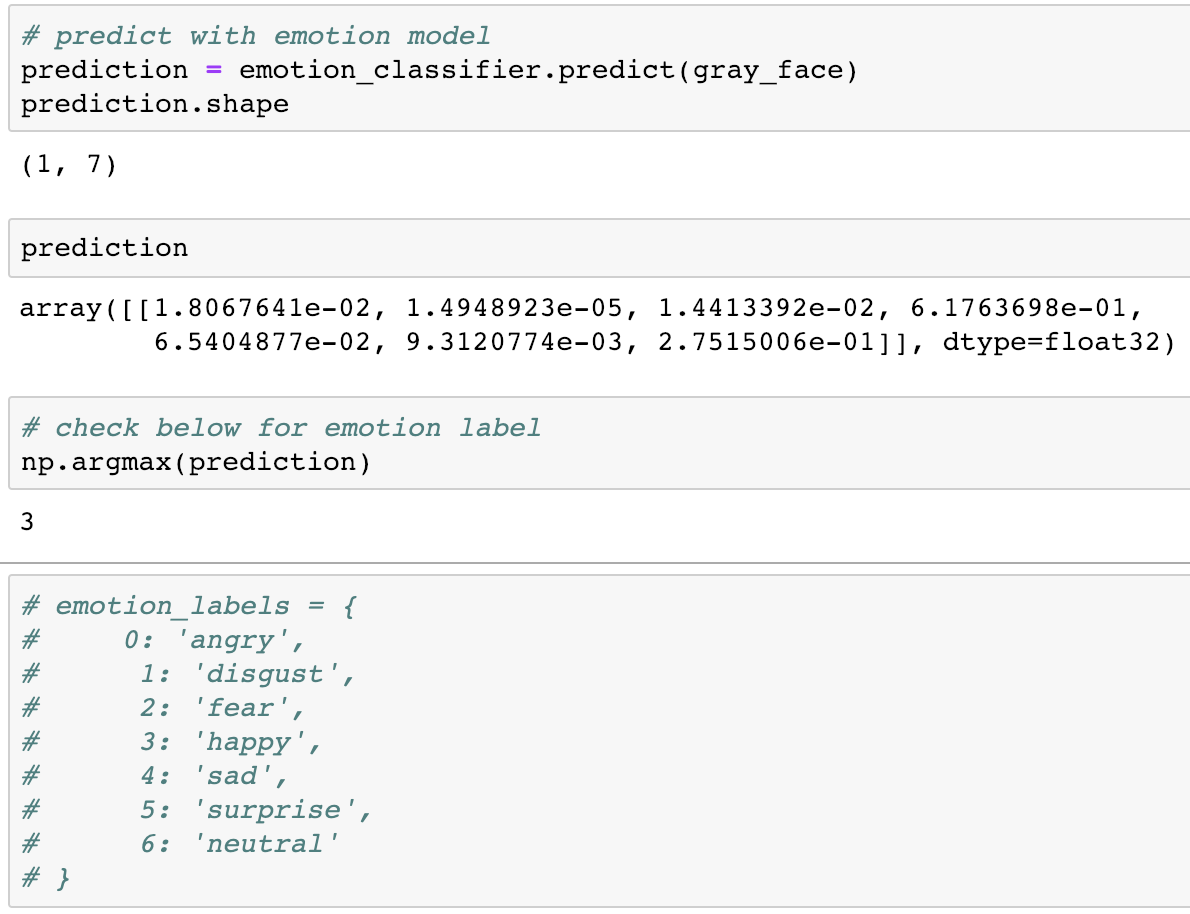 # predict with emotion model
prediction = emotion_classifier.predict(gray_face)
prediction.shape
(1, 7)
prediction
array([[1.8067641e-02, 1.4948923e-05, 1.4413392e-02, 6.1763698e-01,
        6.5404877e-02, 9.3120774e-03, 2.7515006e-01]], dtype=float32)
# check below for emotion label
np.argmax(prediction)
3
# emotion_labels = {
#     0: 'angry',
#      1: 'disgust',
#      2: 'fear',
#      3: 'happy',
#      4: 'sad',
#      5: 'surprise',
#      6: 'neutral'
# }